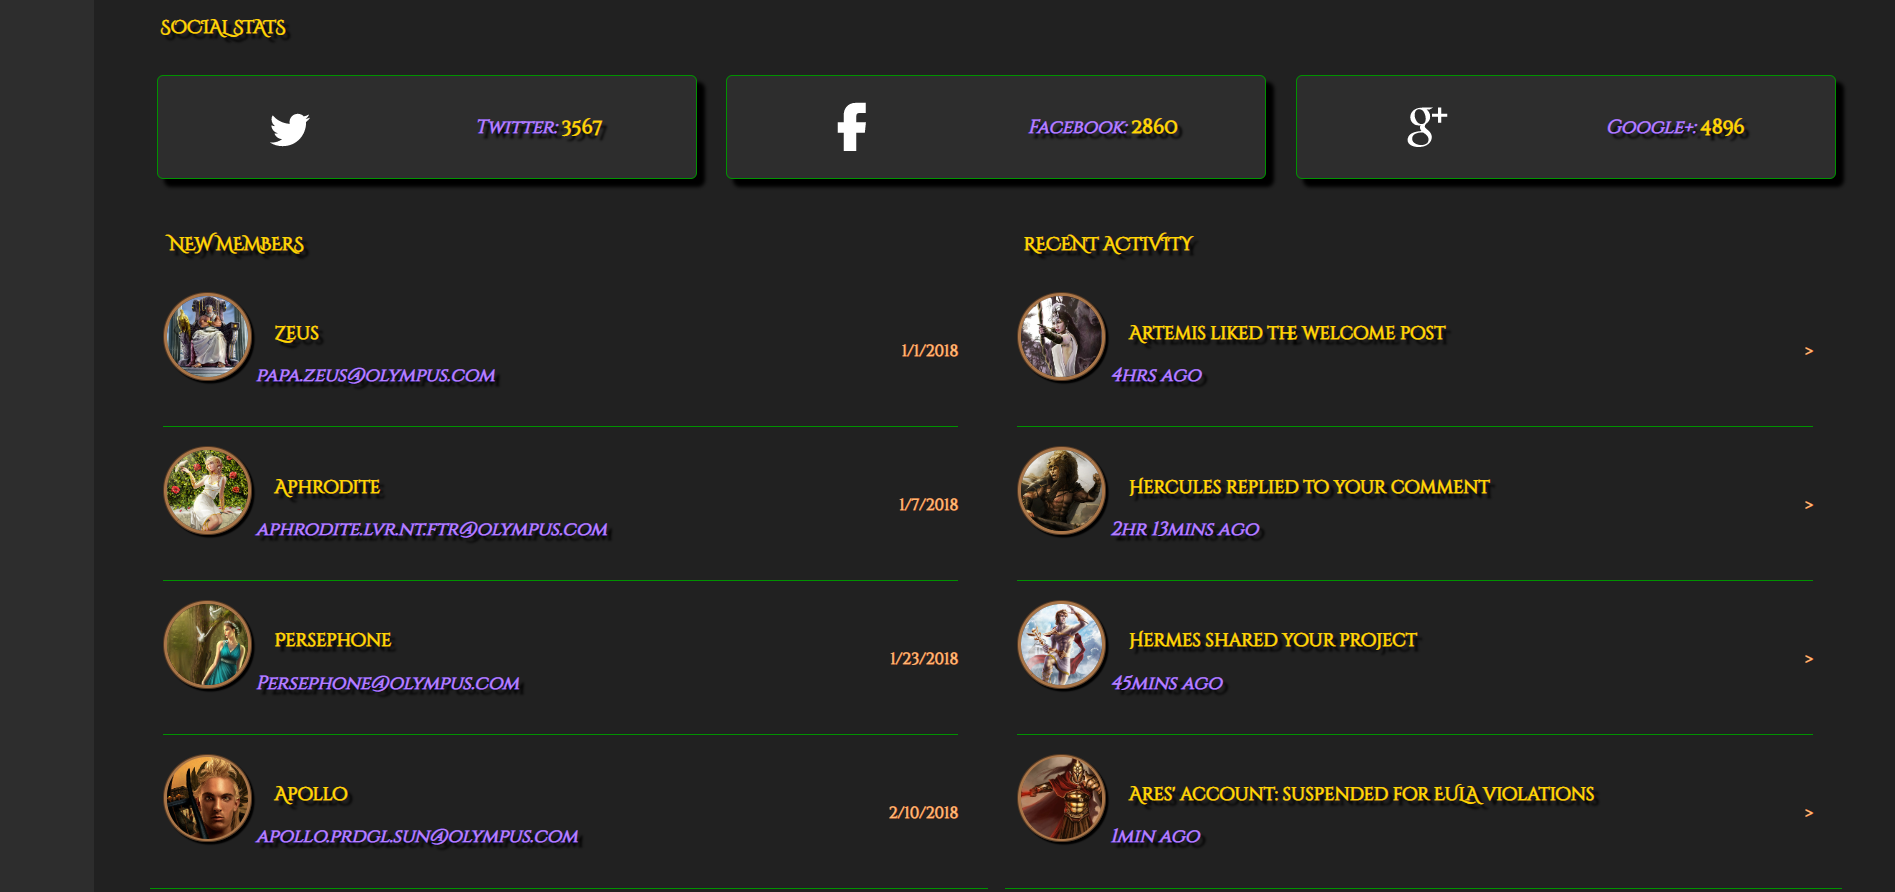 SOCIAL STATS
Twitter: 3567
Facebook: 2860
g+
Google+: 4896
NEW MEMBERS
Zeus
papa.zeus@olympus.com
1/1/2018
Aphrodite
aphrodite.lvr.nt.ftr@olympus.com
1/7/2018
Persephone
Persephone@olympus.com
1/23/2018
Apollo
apollo.prdgl.sun@olympus.com
2/10/2018
RECENT ACTIVITY
Artemis liked the welcome post
4hrs ago
>
Hercules replied to your comment
2hr 13mins ago
>
Hermes shared your project
45mins ago
>
Ares' account: suspended for EULA violations
1min ago
>